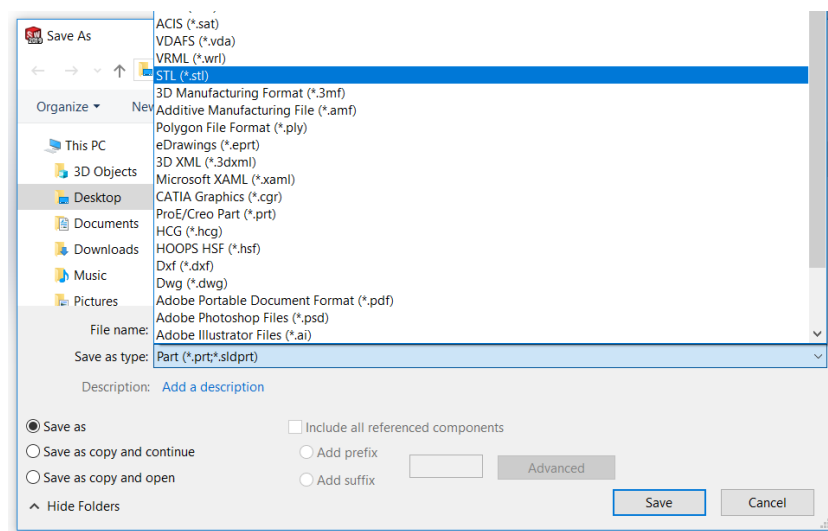 Save As
ACIS (*.sat)
VDAFS (*.vda)
VRML (*.wrl)
STL (*.stl)
3D Manufacturing Format (*.3mf)
Additive Manufacturing File (*.amf)
Polygon File Format (*.ply)
eDrawings (*.eprt)
3D XML (*.3dxml)
Microsoft XAML (*.xaml)
CATIA Graphics (*.cgr)
ProE/Creo Part (*.prt)
HCG (*.hcg)
HOOPS HSF (*.hsf)
Dxf (*.dxf)
Dwg (*.dwg)
Adobe Portable Document Format (*.pdf)
Adobe Photoshop Files (*.psd)
Adobe Illustrator Files (*.ai)
Organize
New
This PC
3D Objects
Desktop
Documents
Downloads
Music
Pictures
File name:
Save as type: Part (*.prt;*.sldprt)
Description: Add a description
Save as
Save as copy and continue
Save as copy and open
Include all referenced components
Add prefix
Add suffix
Advanced
Hide Folders
Save
Cancel